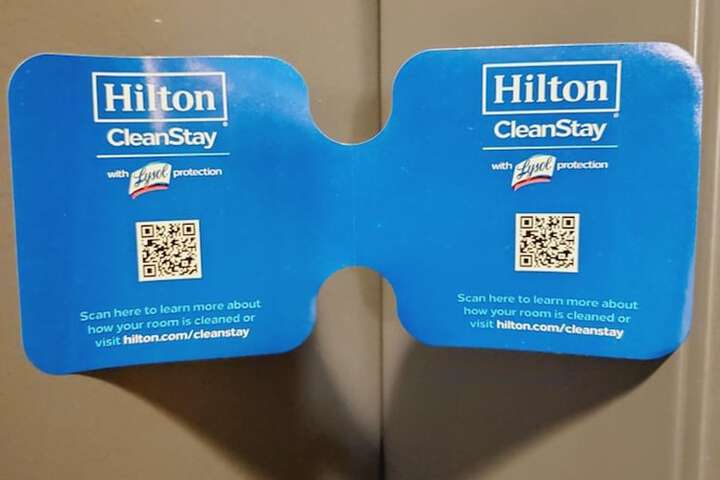 Hilton
CleanStay
with Lysol protection
Scan here to learn more about
how your room is cleaned or
visit hilton.com/cleanstay
Hilton
CleanStay
with Lysol protection
Scan here to learn more about
how your room is cleaned or
visit hilton.com/cleanstay